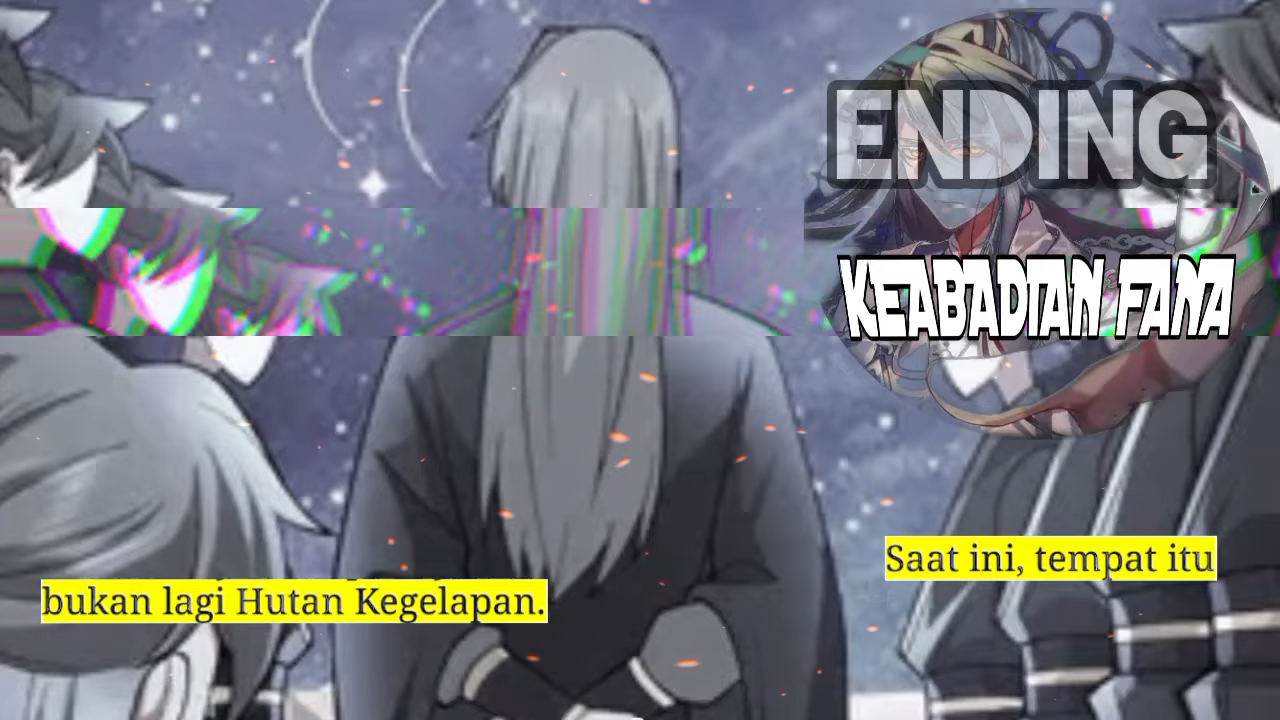 ENDING
KEABADIAN FANA
Saat ini, tempat itu
bukan lagi Hutan Kegelapan.